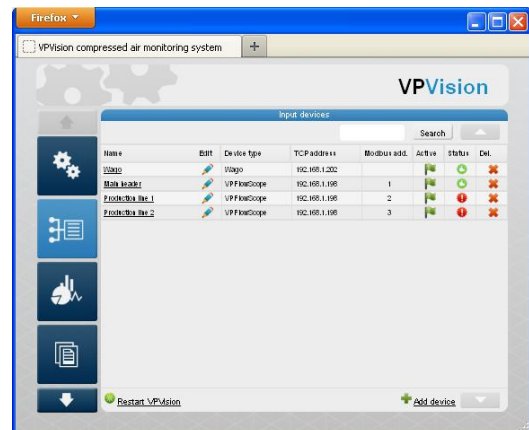 Firefox
VPVision compressed air monitoring system
VPVision
Input devices
Search
Name Edit Device type TCP address Modbus add. Active Status Del.
Wago Wago 192.168.1.202
Main header VPFlowScope 192.168.1.198 1
Production line 1 VPFlowScope 192.168.1.198 2
Production line 2 VPFlowScope 192.168.1.198 3
Restart VPVision Add device